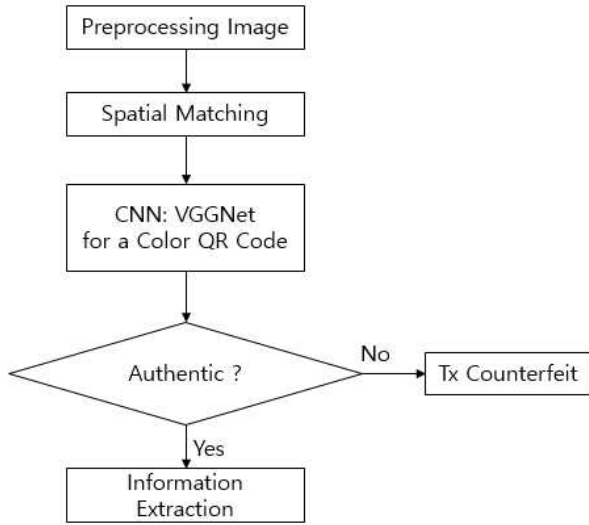 Preprocessing Image
Spatial Matching
CNN: VGGNet
for a Color QR Code
Authentic ?
No
Tx Counterfeit
Yes
Information
Extraction